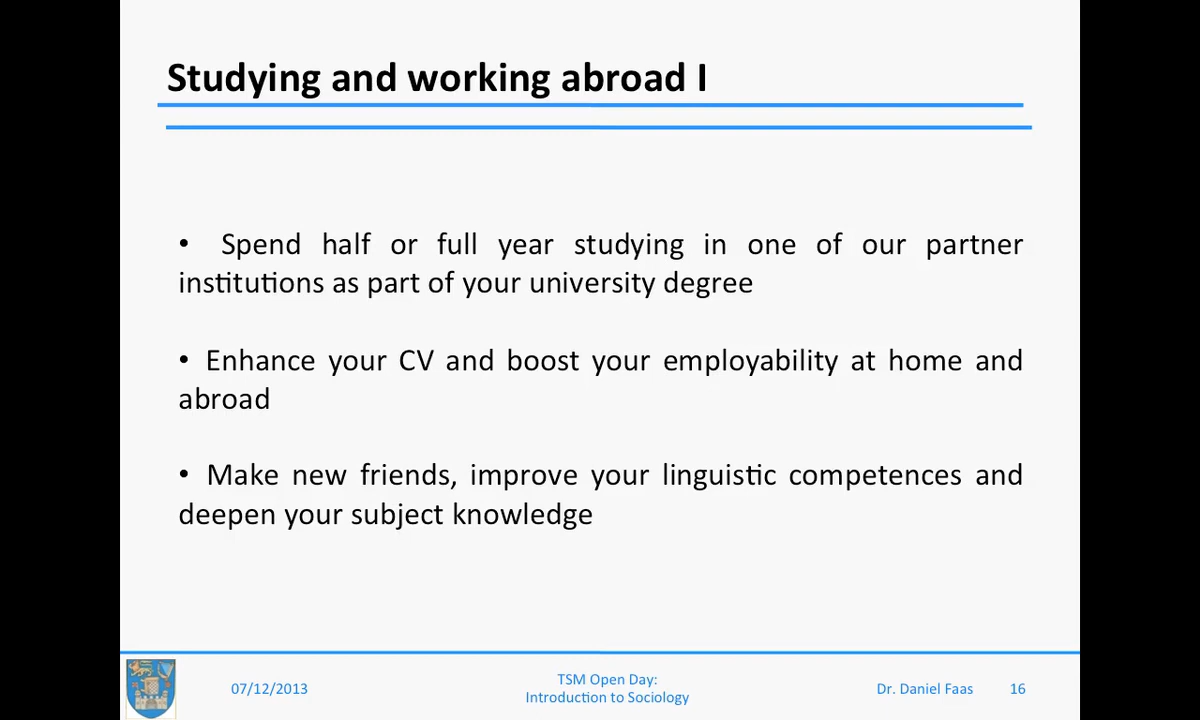 Studying and working abroad I
• Spend half or full year studying in one of our partner
institutions as part of your university degree
• Enhance your CV and boost your employability at home and
abroad
• Make new friends, improve your linguistic competences and
deepen your subject knowledge
07/12/2013
TSM Open Day:
Introduction to Sociology
Dr. Daniel Faas
16